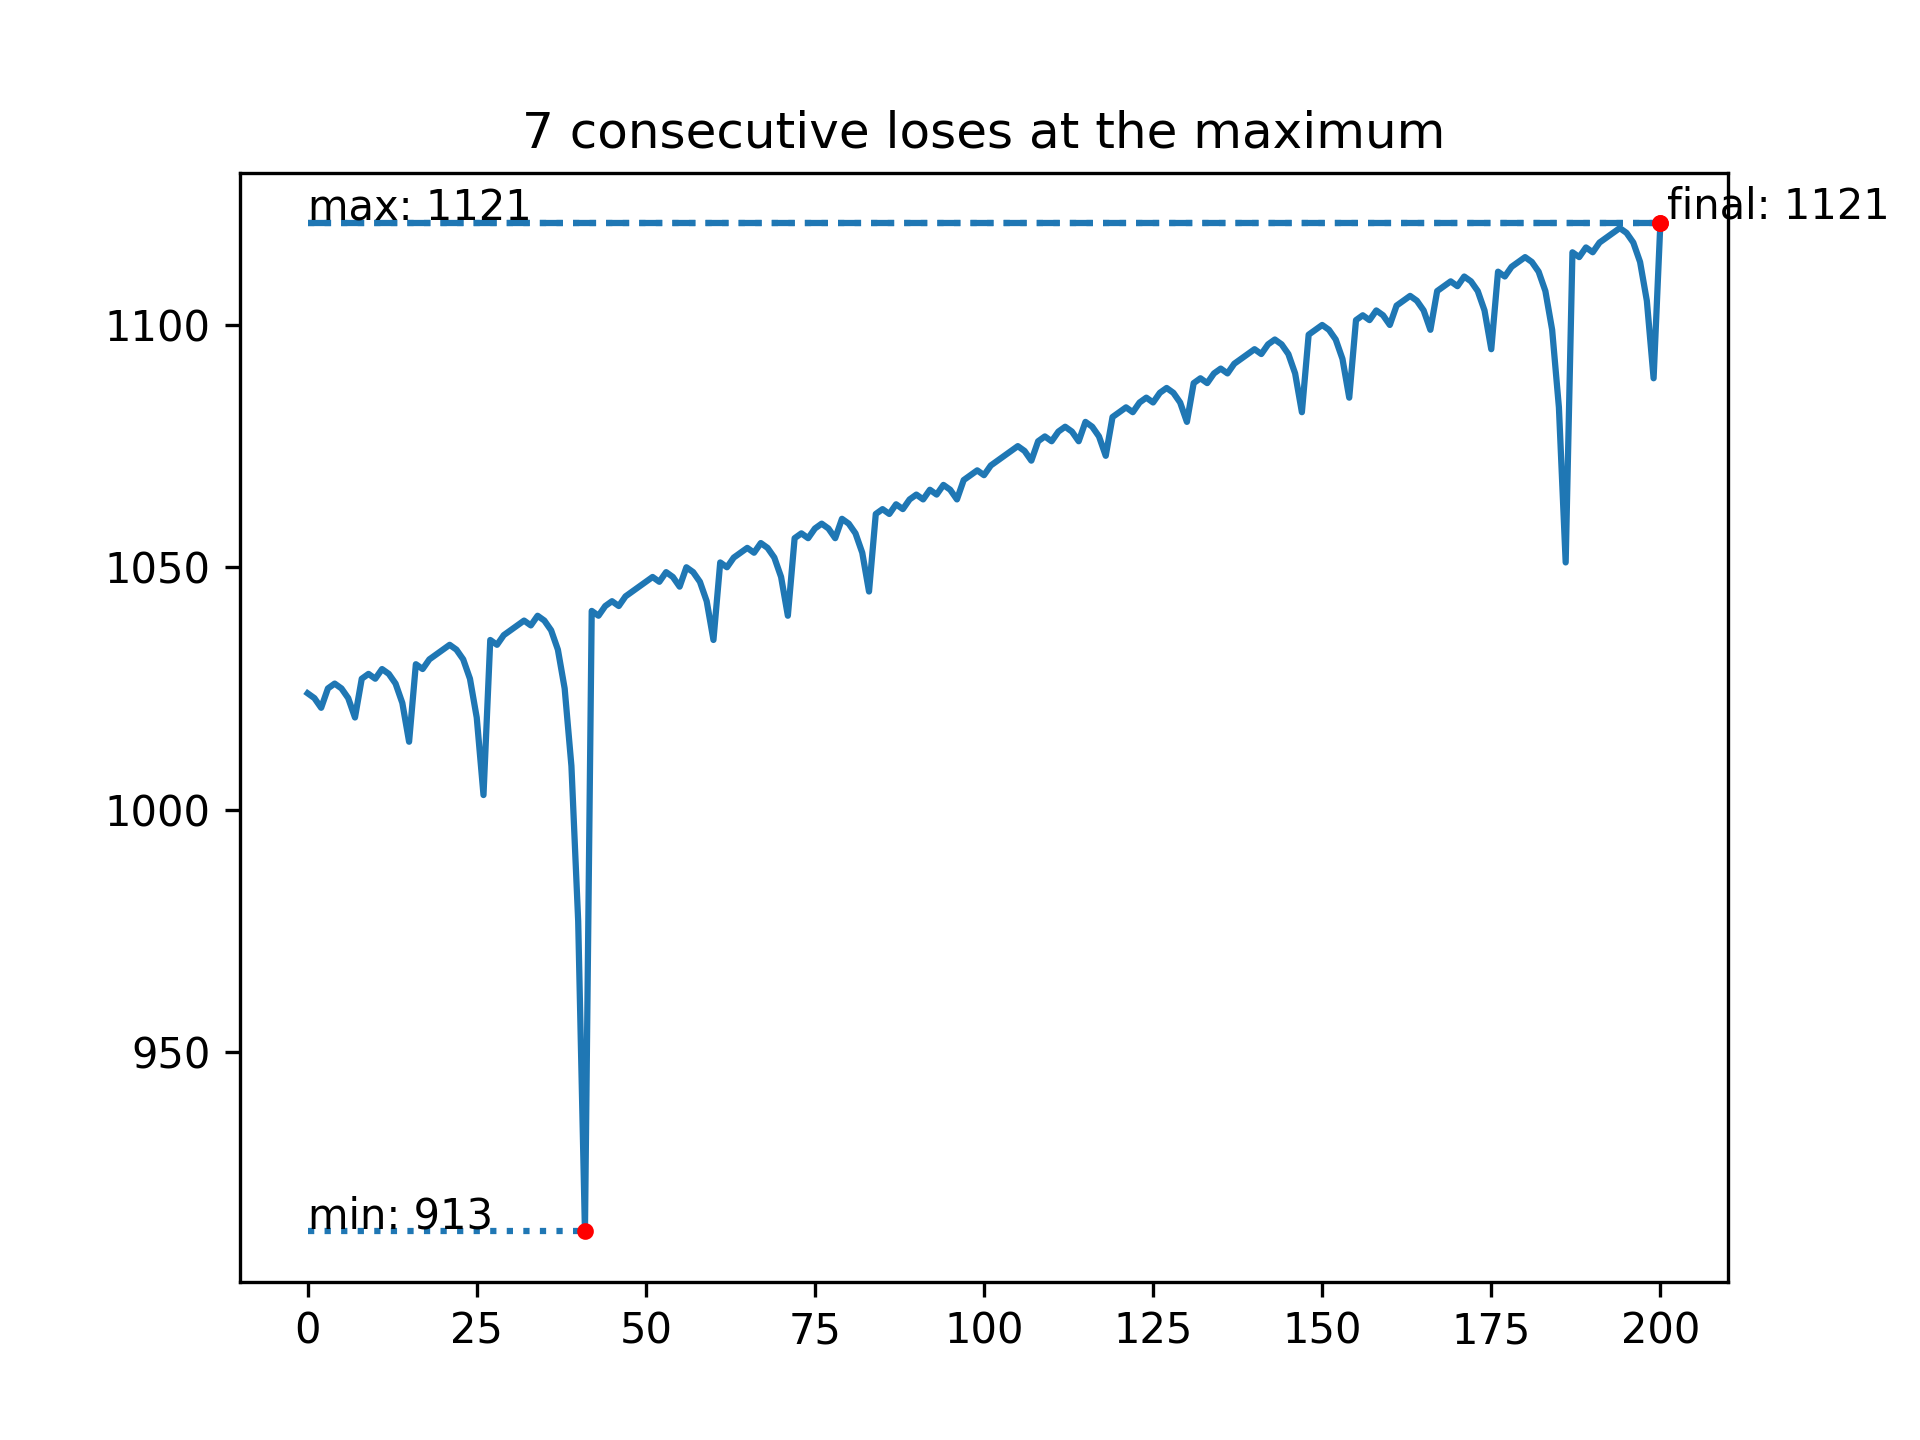 7 consecutive loses at the maximum
max: 1121
final: 1121
1100
1050
1000
950
min: 913
0 25 50 75 100 125 150 175 200